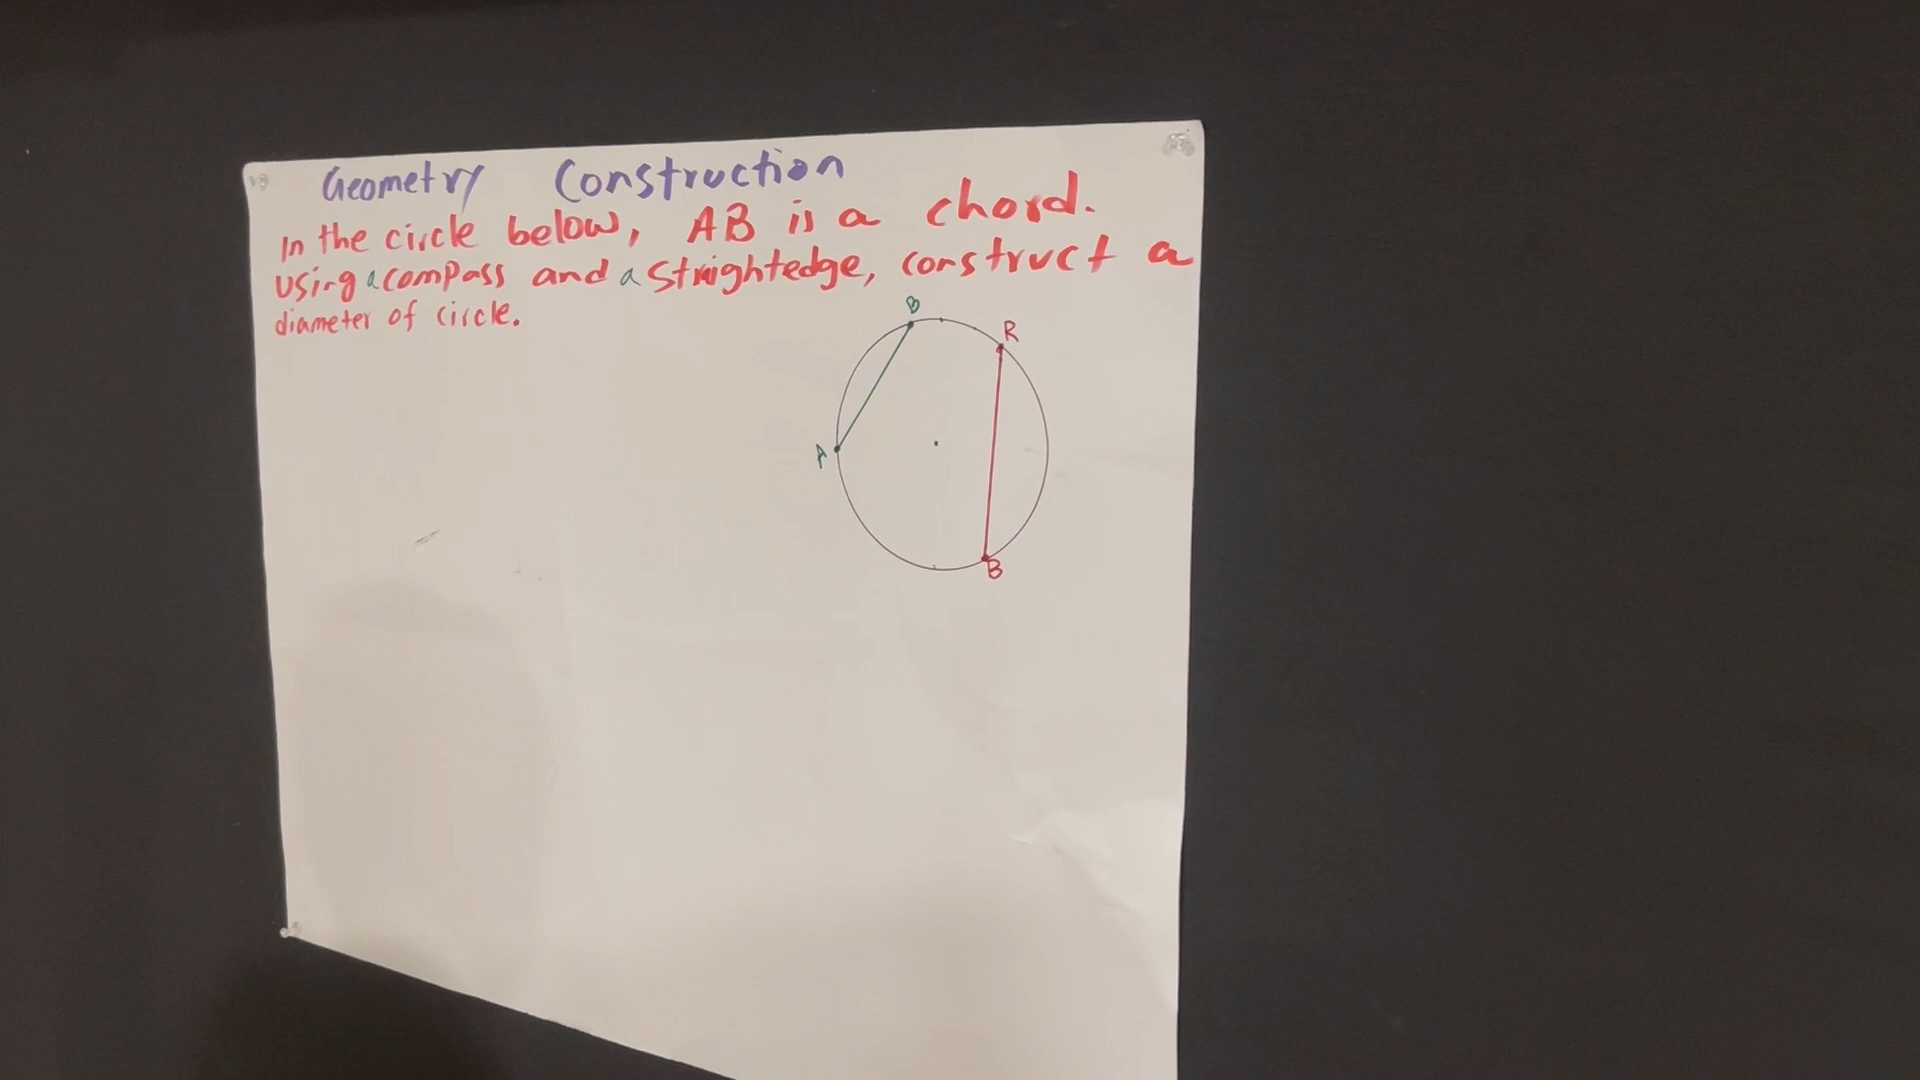 Geometry Construction
In the circle below, AB is a chord.
Using a compass and a straightedge, construct a
diameter of circle.
B
R
A
B